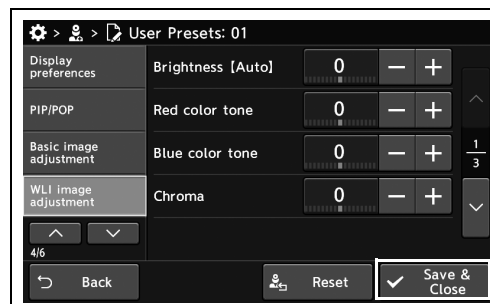 > > User Presets: 01
Display
preferences
PIP/POP
Basic image
adjustment
WLI image
adjustment
4/6
Brightness [Auto] 0 − +
Red color tone 0 − +
Blue color tone 0 − +
Chroma 0 − +
1
3
Back
Reset
Save &
Close